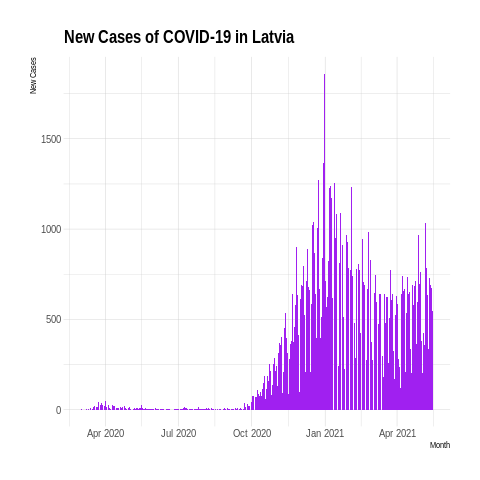 New Cases of COVID-19 in Latvia
New Cases
1500
1000
500
0
Apr 2020 Jul 2020 Oct 2020 Jan 2021 Apr 2021
Month